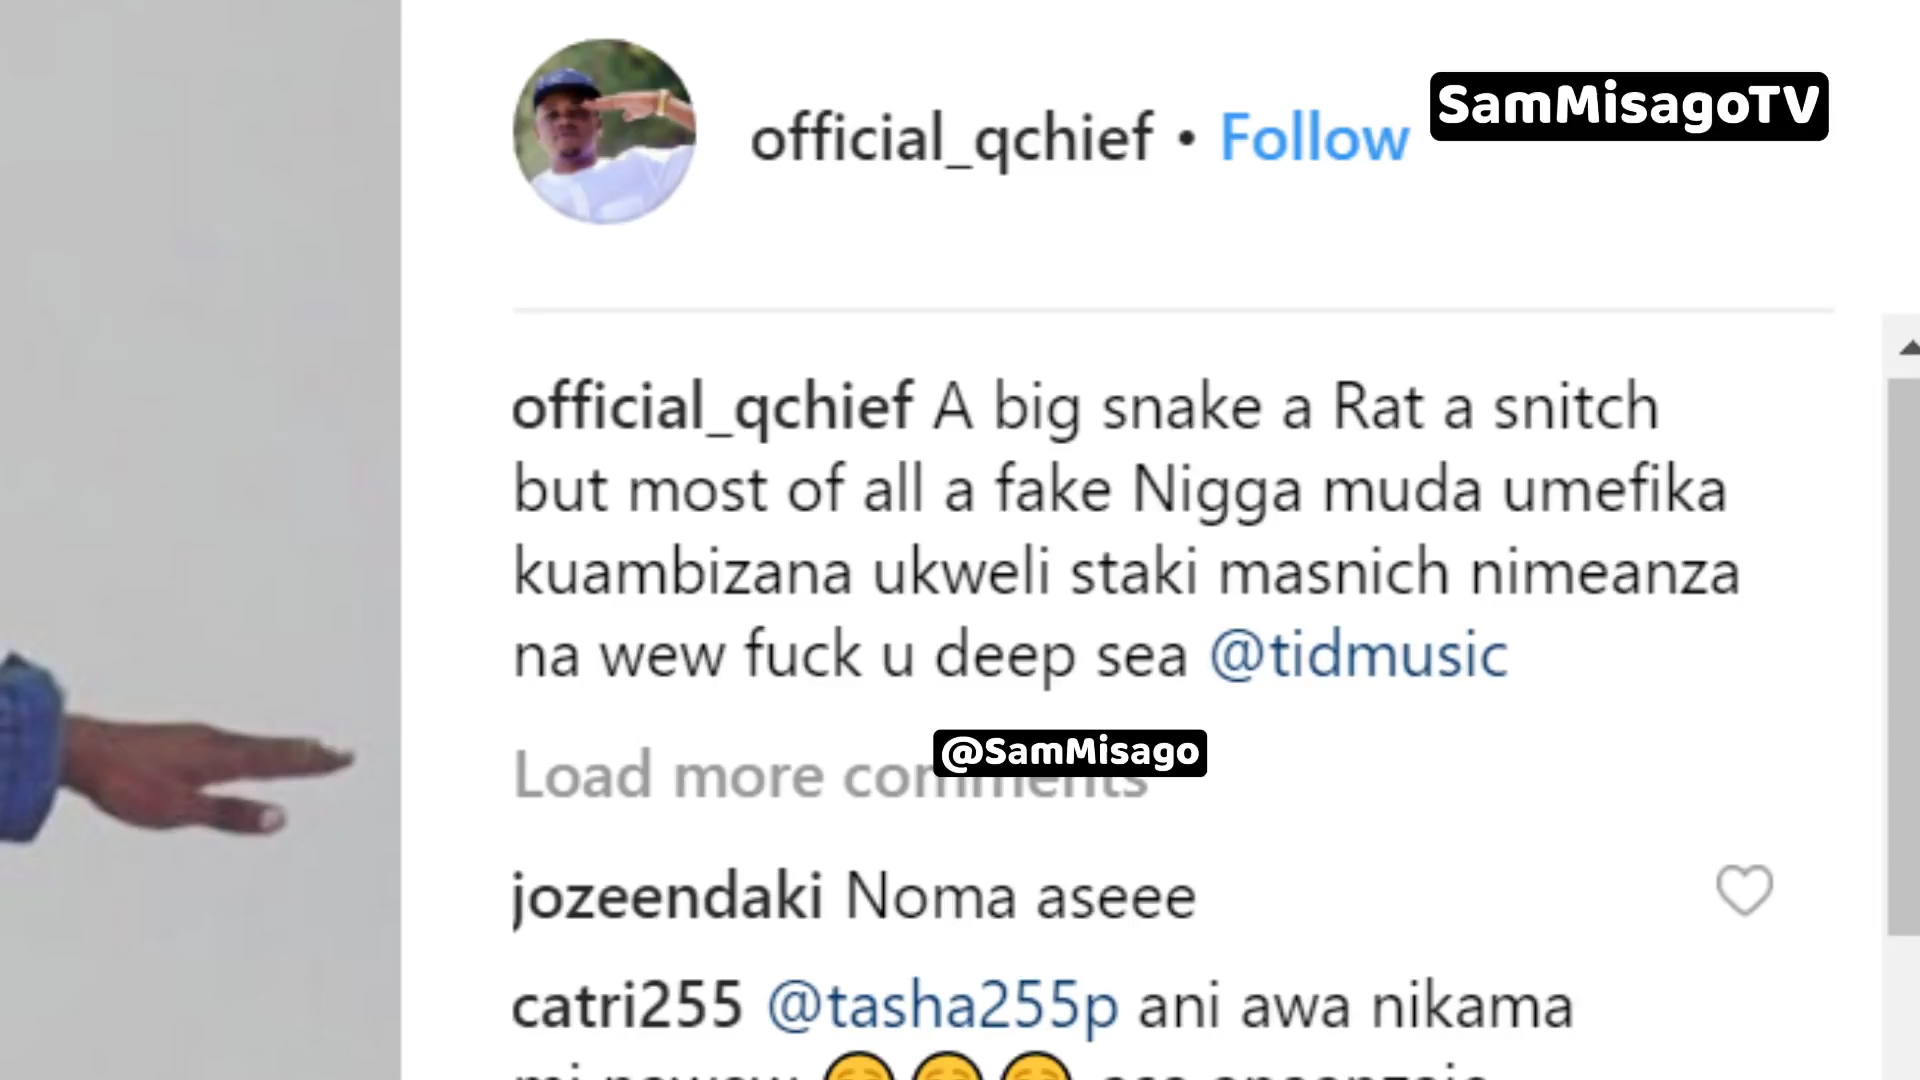 official_qchief • Follow
SamMisagoTV
official_qchief A big snake a Rat a snitch
but most of all a fake Nigga muda umefika
kuambizana ukweli staki masnich nimeanza
na wew fuck u deep sea @tidmusic
Load more comments
@SamMisago
jozeendaki Noma aseee
catri255 @tasha255p ani awa nikama